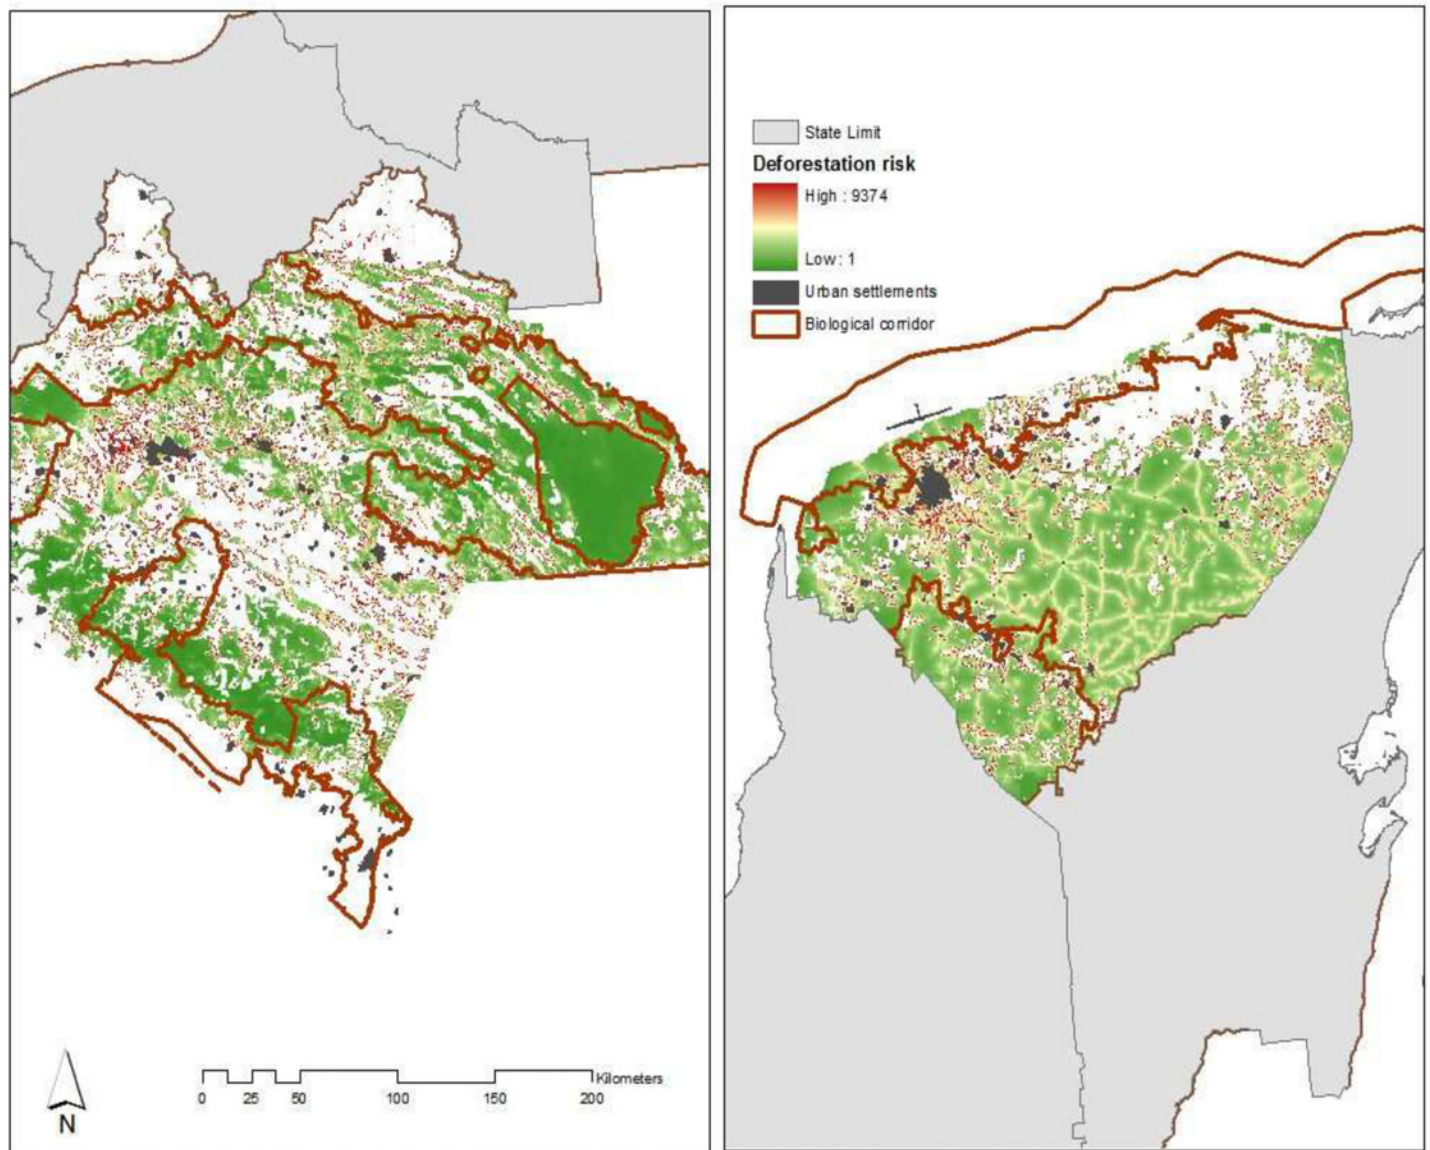 State Limit
Deforestation risk
High : 9374
Low : 1
Urban settlements
Biological corridor
Kilometers
0 25 50 100 150 200
N